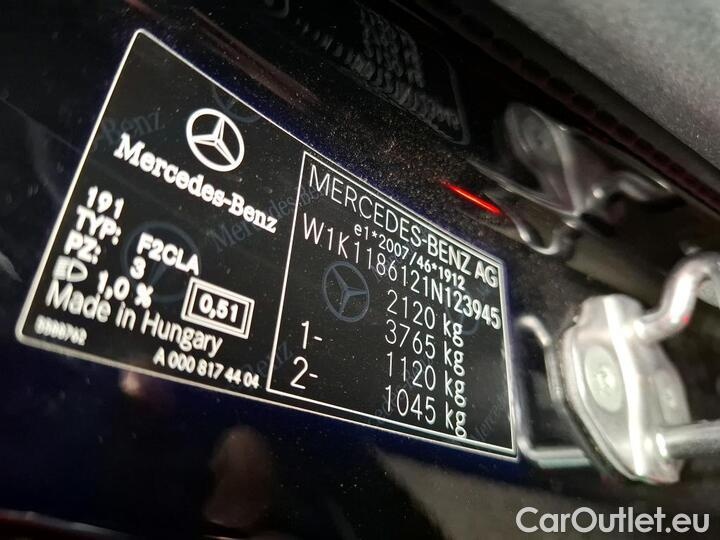 Mercedes-Benz
191
TYP: F2CLA
PZ: 3
1,0 % 0,51
Made in Hungary
A 000 817 44 04
MERCEDES-BENZ AG
e1*2007/46*1912
W1K1186121N123945
2120 kg
3765 kg
1- 1120 kg
2- 1045 kg
CarOutlet.eu